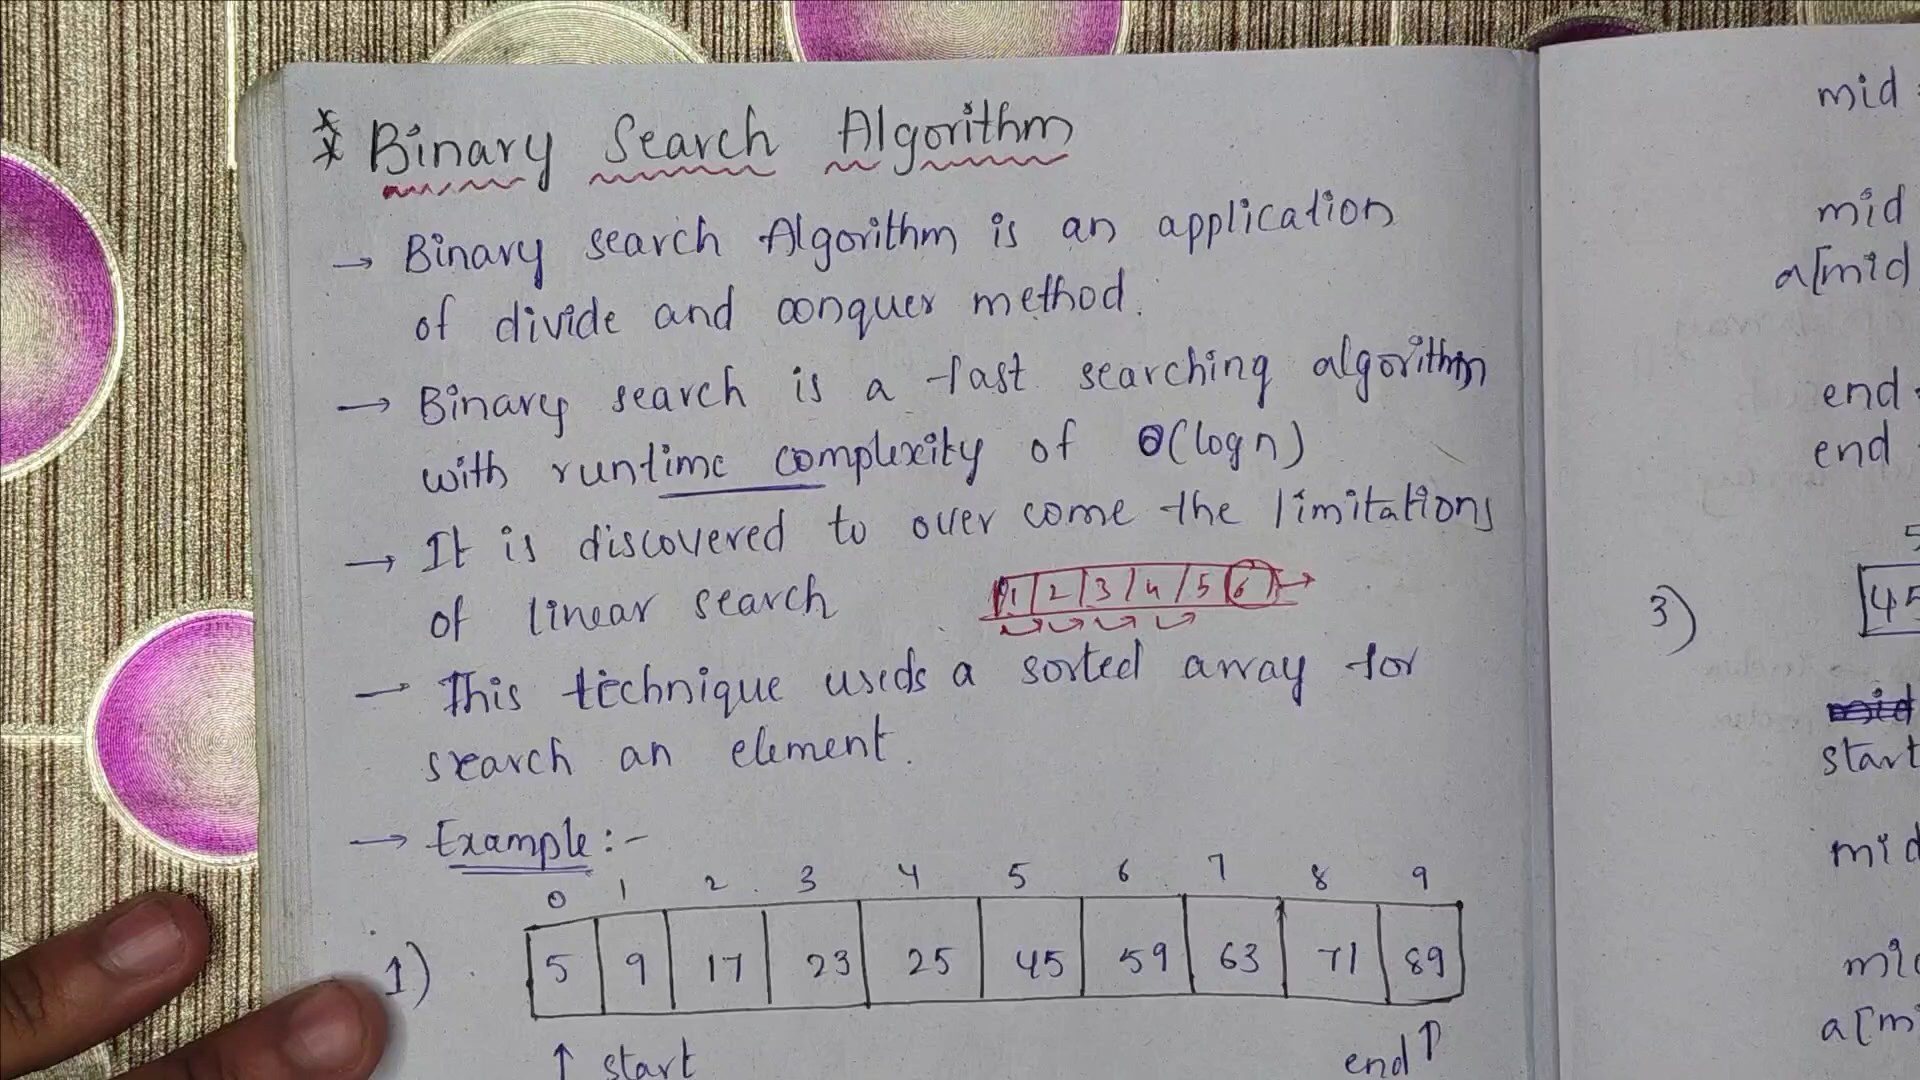 ** Binary Search Algorithm
→ Binary search Algorithm is an application
of divide and conquer method.
→ Binary search is a fast searching algorithm
with runtime complexity of O(logn)
→ It is discovered to over come the limitations
of linear search
1 2 3 4 5 6 →
→ This technique useds a sorted array for
search an element.
→ Example :-
0 1 2 3 4 5 6 7 8 9
1) 5 9 17 23 25 45 59 63 71 89
↑ start end ↑
mid
mid
a[mid]
end
end
3) 45
start
mid